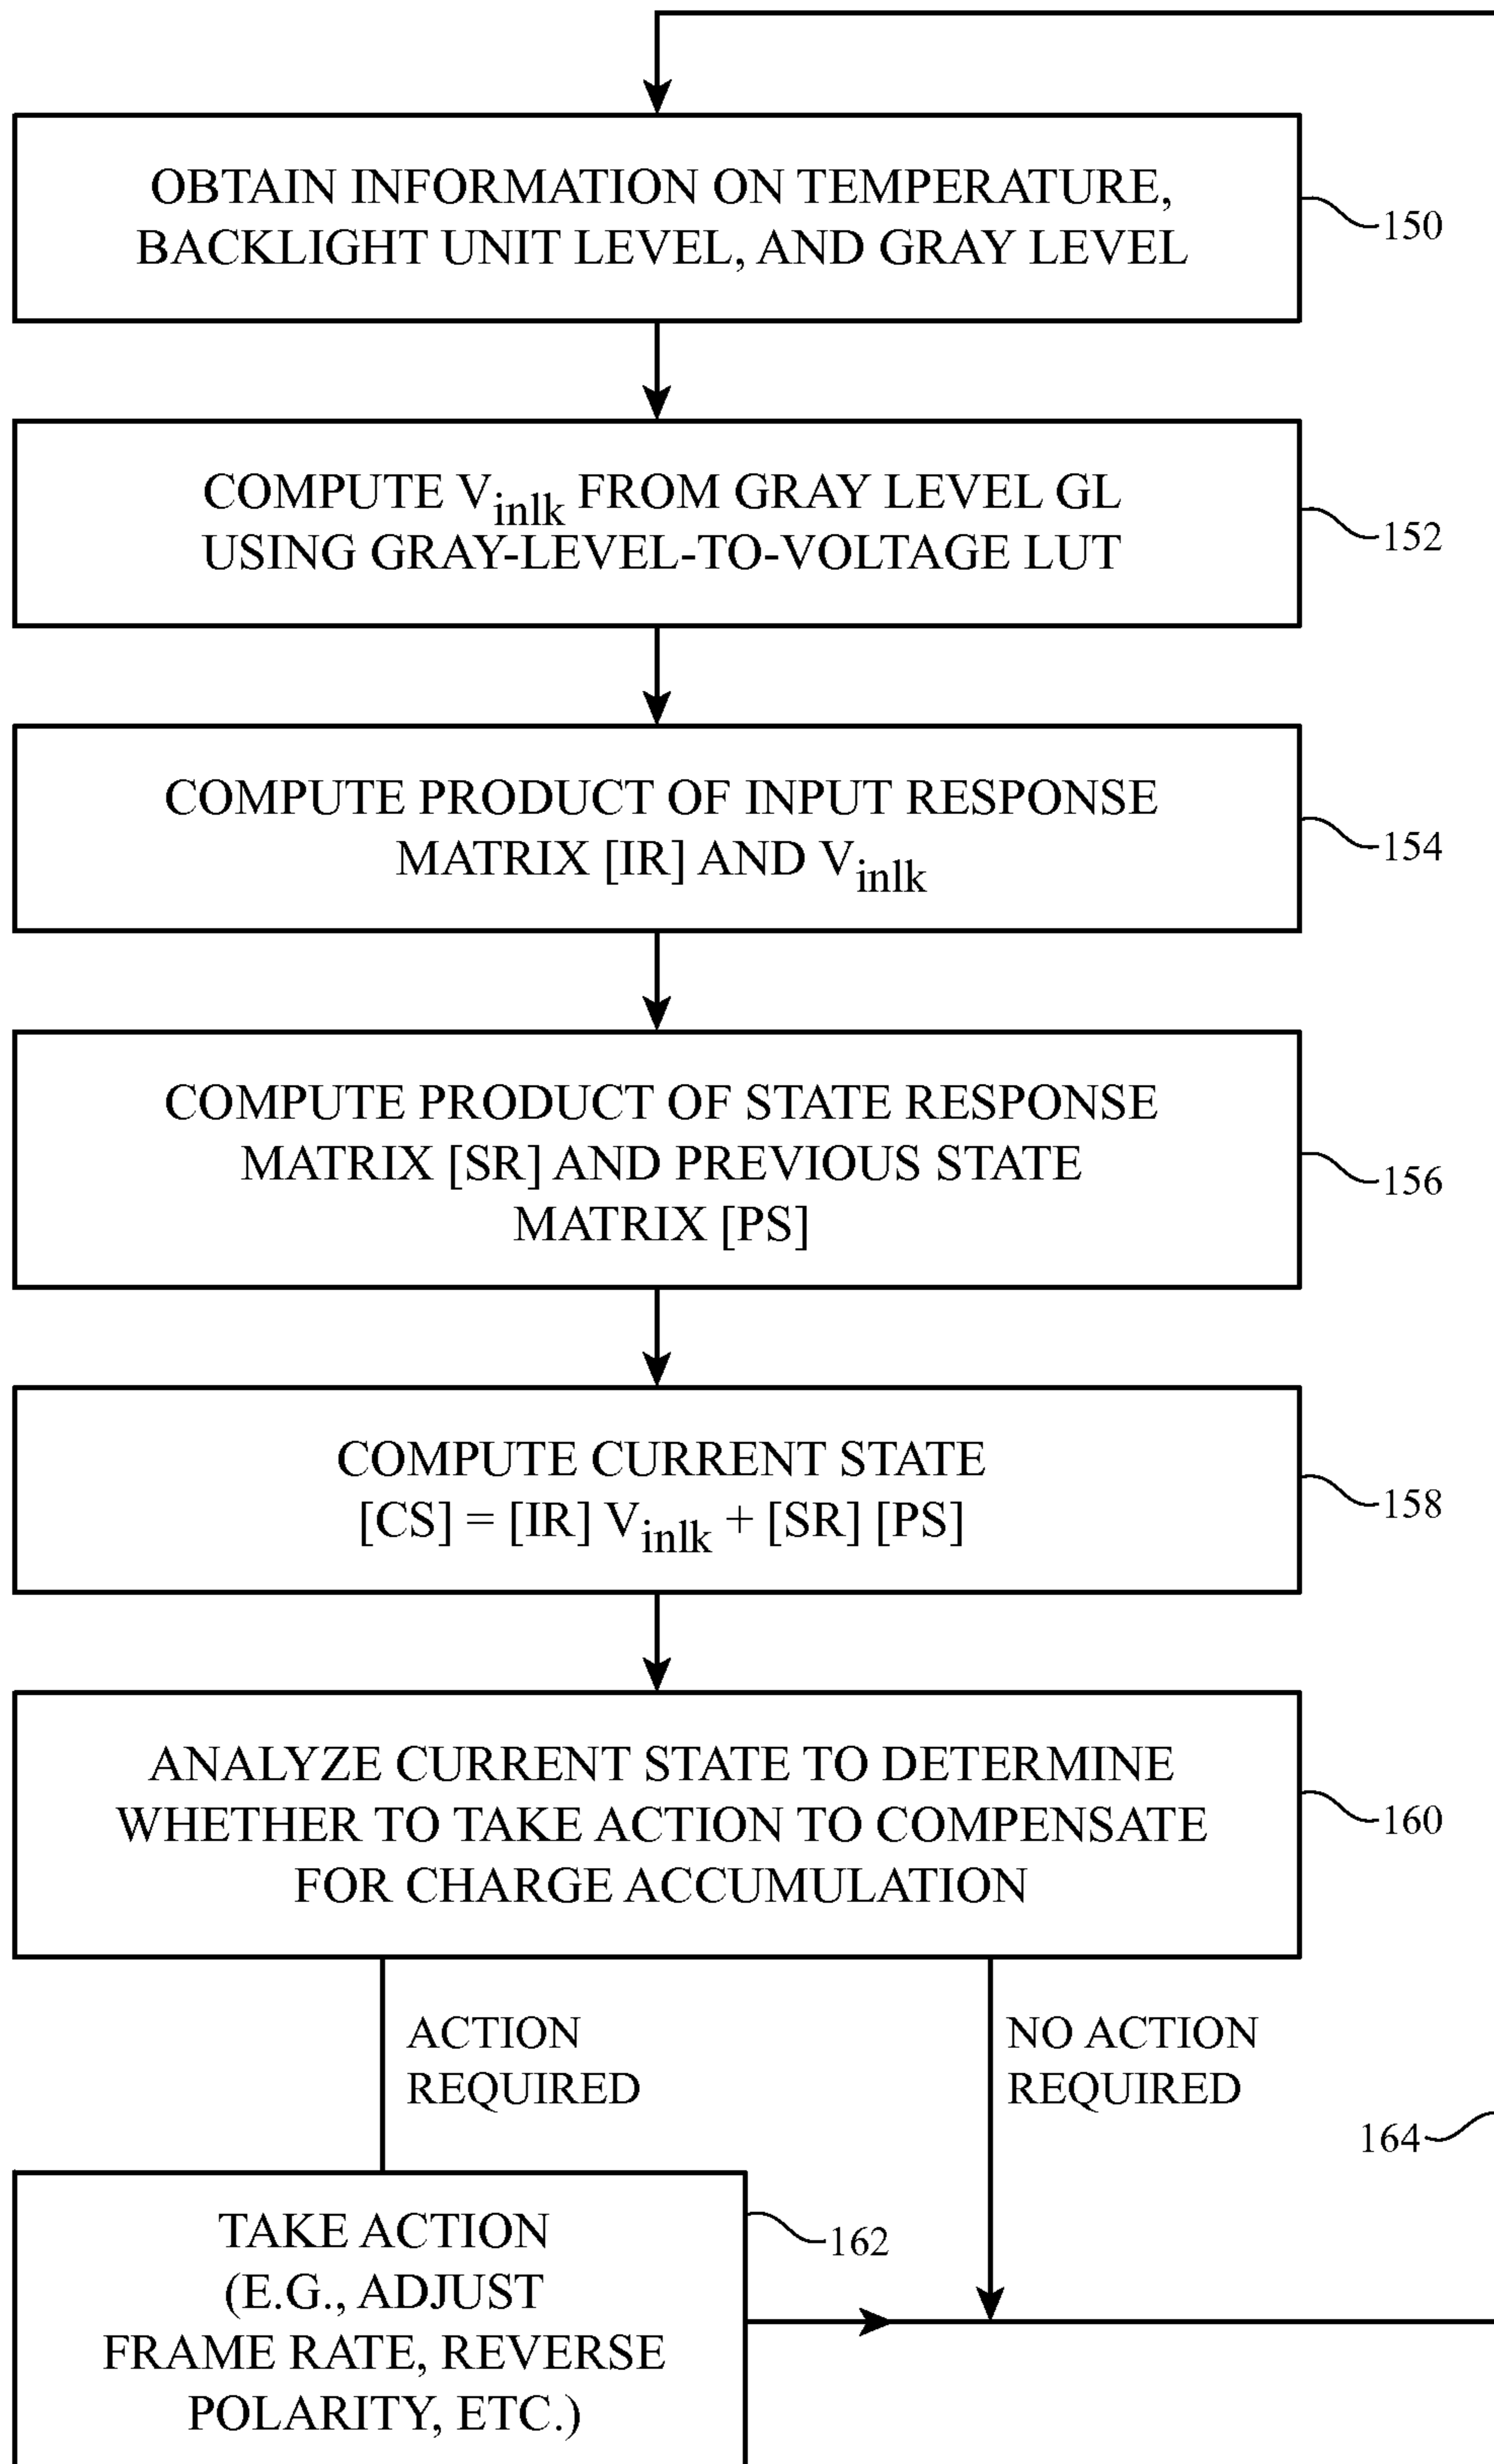 OBTAIN INFORMATION ON TEMPERATURE,
BACKLIGHT UNIT LEVEL, AND GRAY LEVEL
150
COMPUTE Vinlk FROM GRAY LEVEL GL
USING GRAY-LEVEL-TO-VOLTAGE LUT
152
COMPUTE PRODUCT OF INPUT RESPONSE
MATRIX [IR] AND Vinlk
154
COMPUTE PRODUCT OF STATE RESPONSE
MATRIX [SR] AND PREVIOUS STATE
MATRIX [PS]
156
COMPUTE CURRENT STATE
[CS] = [IR] Vinlk + [SR] [PS]
158
ANALYZE CURRENT STATE TO DETERMINE
WHETHER TO TAKE ACTION TO COMPENSATE
FOR CHARGE ACCUMULATION
160
ACTION
REQUIRED
NO ACTION
REQUIRED
164
TAKE ACTION
(E.G., ADJUST
FRAME RATE, REVERSE
POLARITY, ETC.)
162